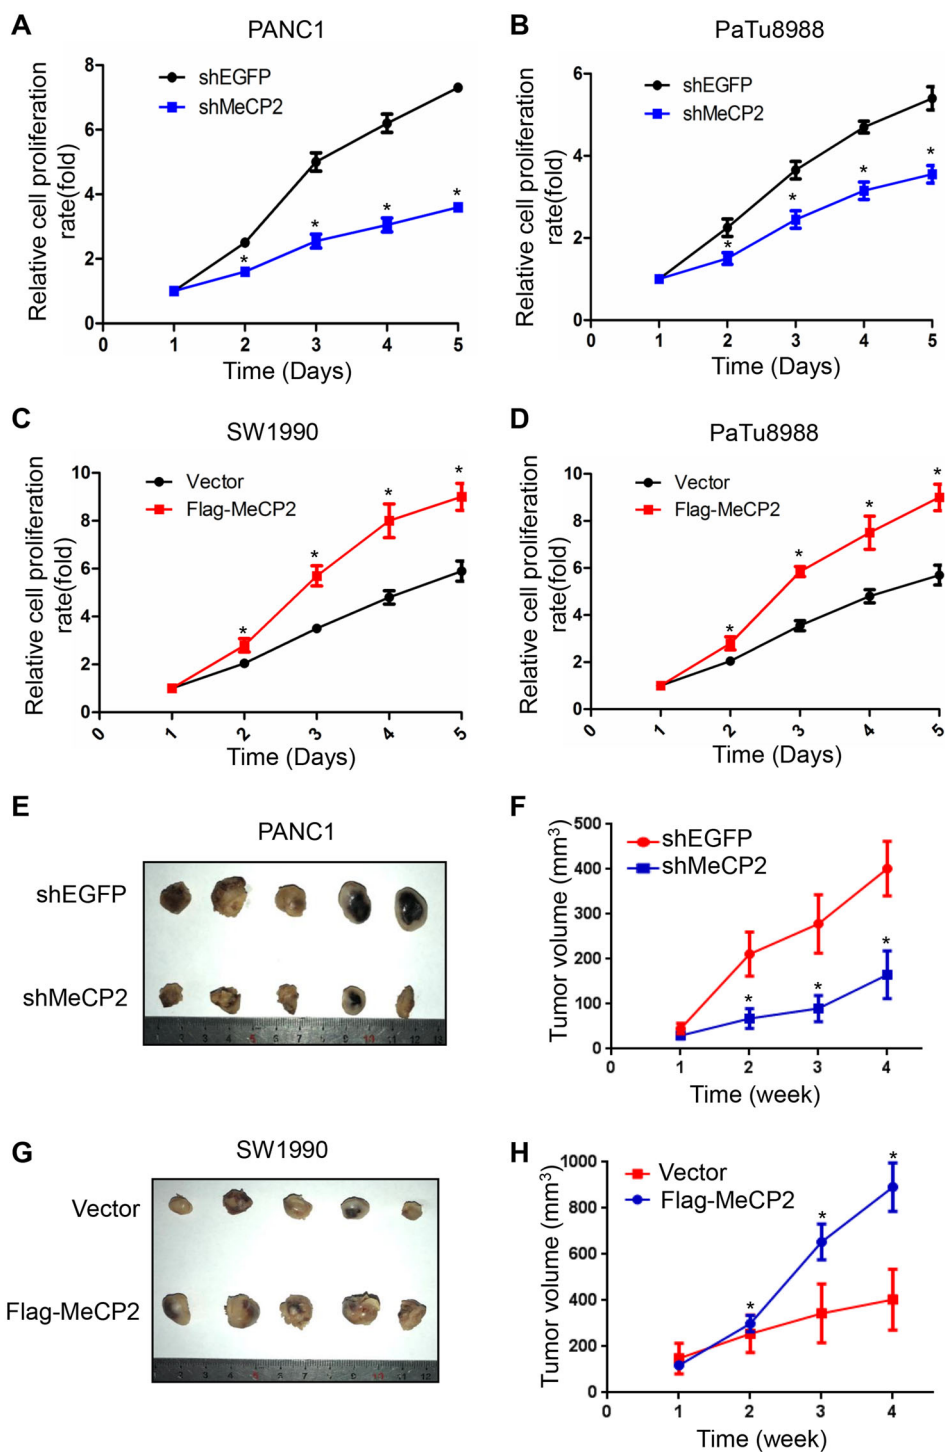 A
PANC1
Relative cell proliferation
rate(fold)
8
6
4
2
0
shEGFP
shMeCP2
*
*
*
*
0
1
2
3
4
5
Time (Days)
B
PaTu8988
Relative cell proliferation
rate(fold)
6
4
2
0
shEGFP
shMeCP2
*
*
*
*
0
1
2
3
4
5
Time (Days)
C
SW1990
Relative cell proliferation
rate(fold)
10
8
6
4
2
0
Vector
Flag-MeCP2
*
*
*
*
0
1
2
3
4
5
Time (Days)
D
PaTu8988
Relative cell proliferation
rate(fold)
10
8
6
4
2
0
Vector
Flag-MeCP2
*
*
*
*
0
1
2
3
4
5
Time (Days)
E
PANC1
shEGFP
shMeCP2
F
Tumor volume (mm³)
500
400
300
200
100
0
shEGFP
shMeCP2
*
*
*
0
1
2
3
4
Time (week)
G
SW1990
Vector
Flag-MeCP2
H
Tumor volume (mm³)
1000
800
600
400
200
0
Vector
Flag-MeCP2
*
*
*
0
1
2
3
4
Time (week)